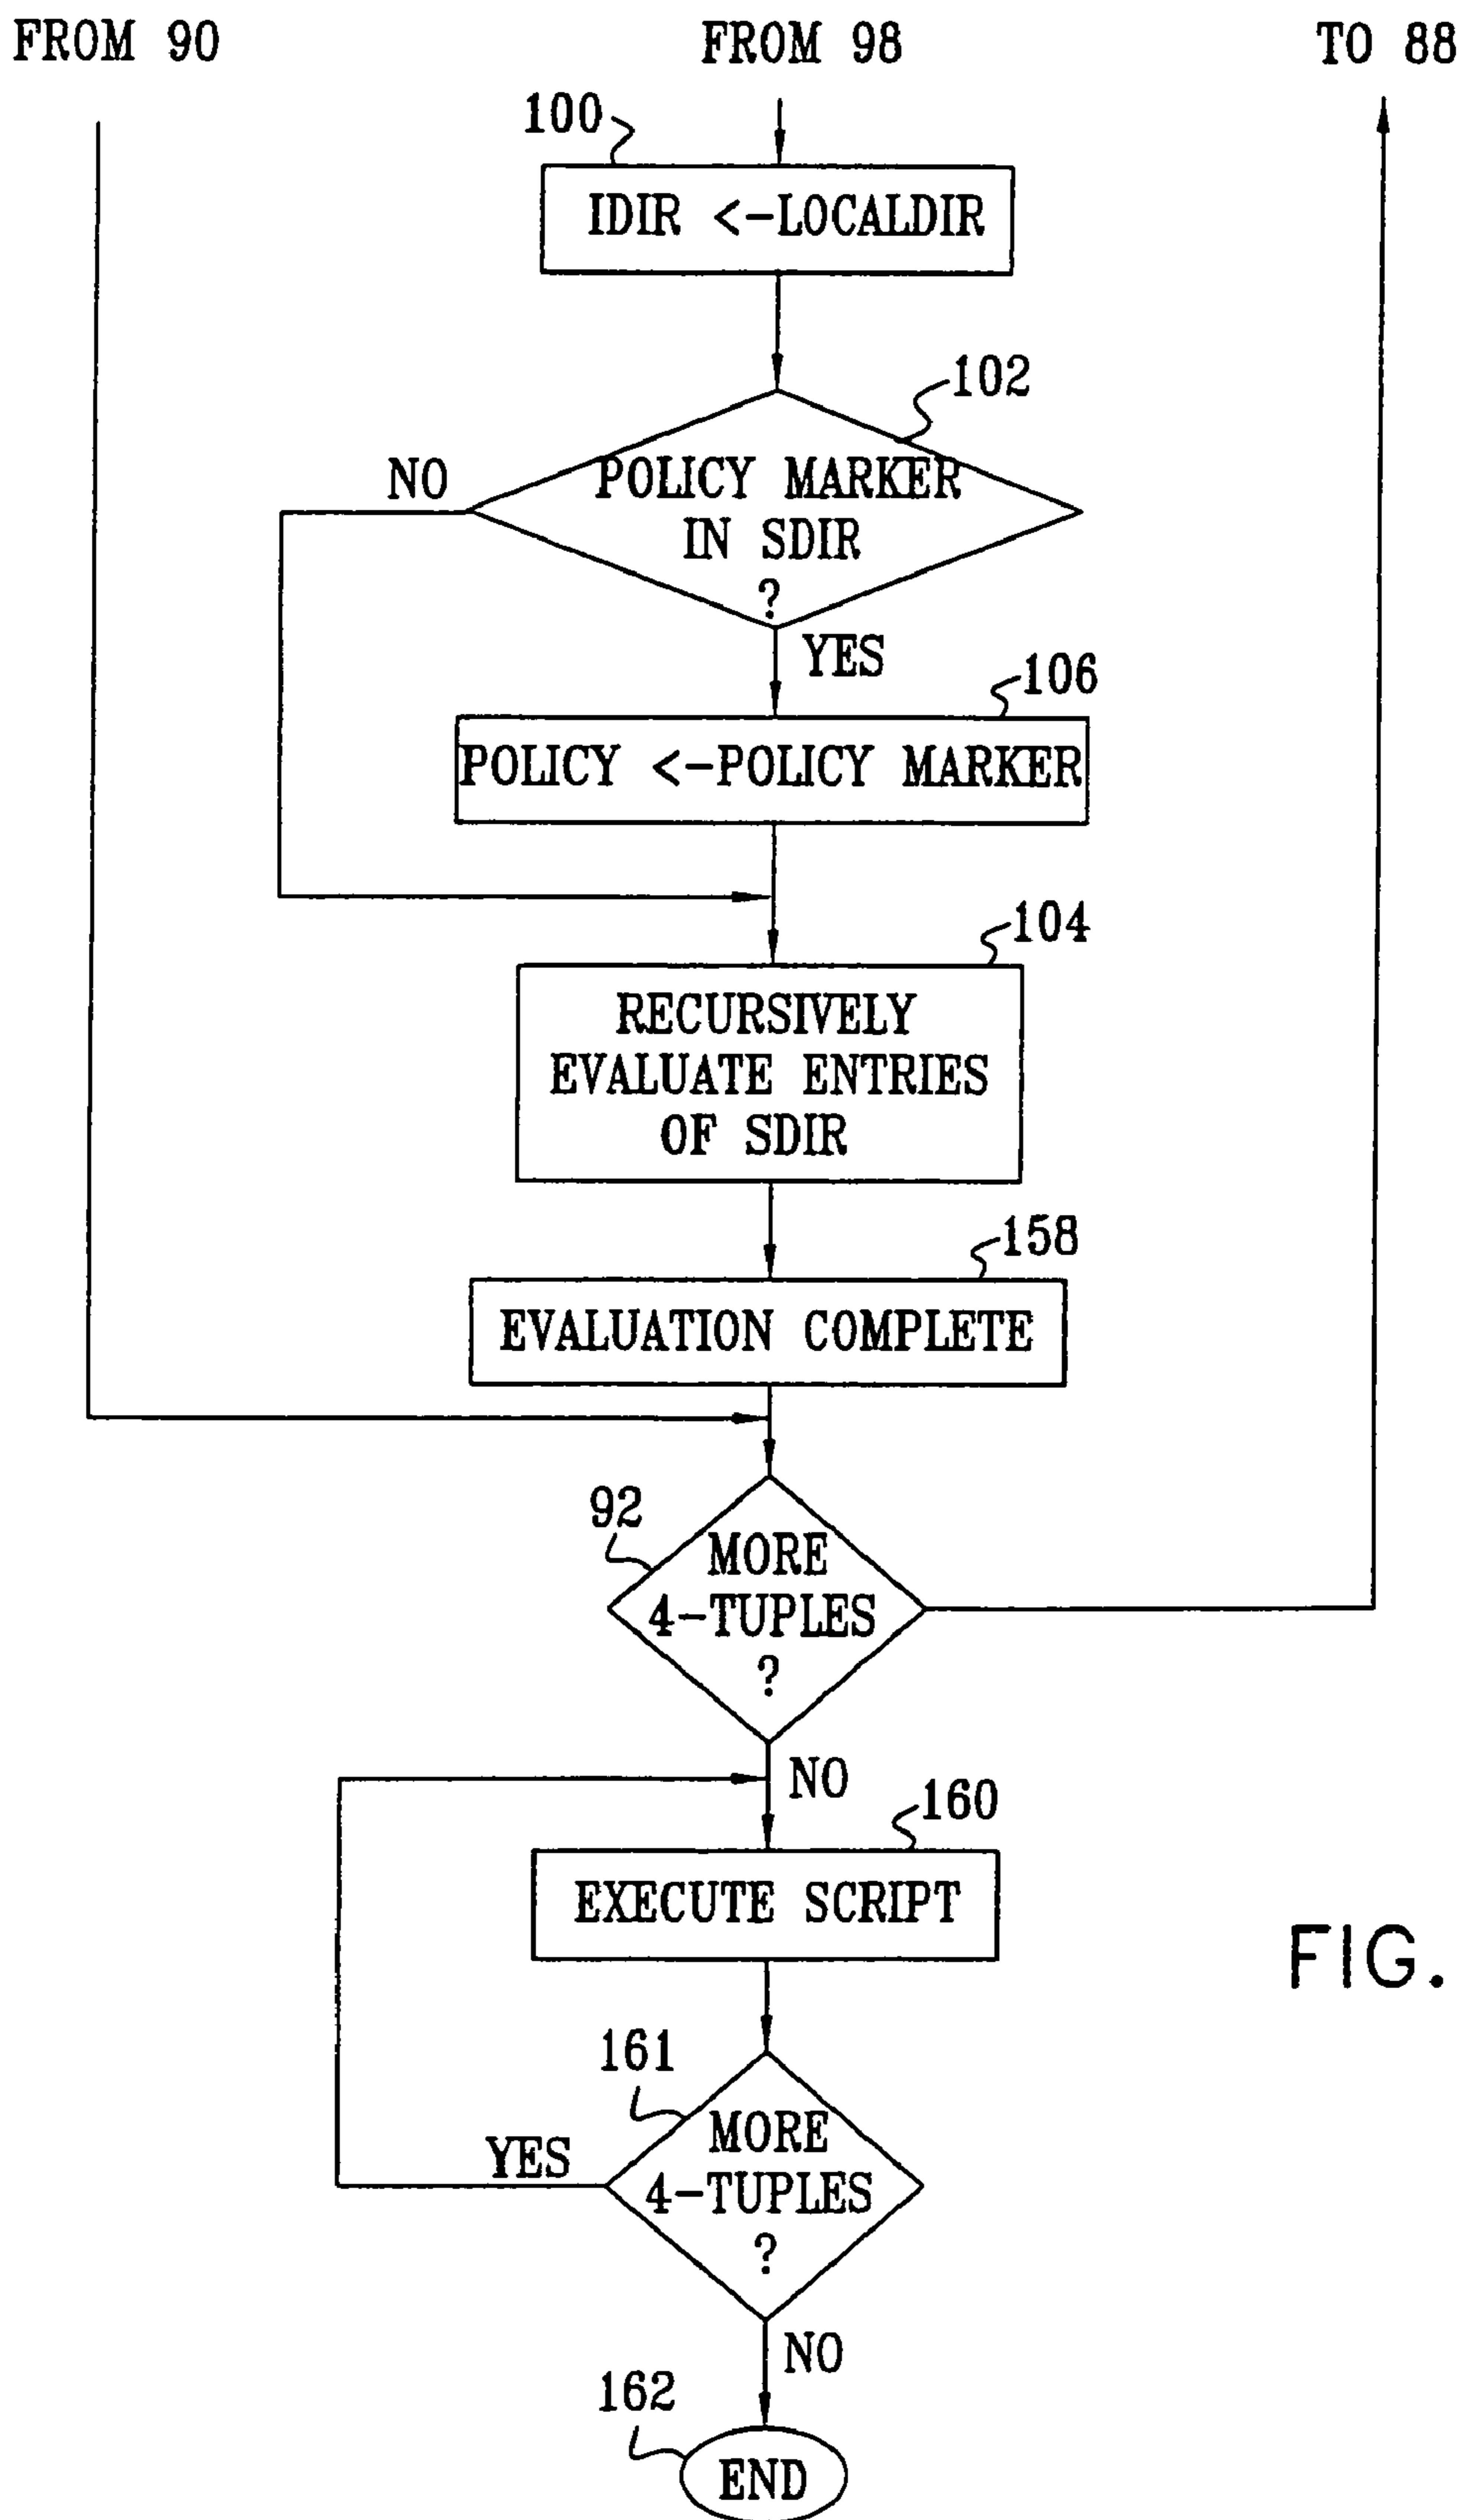 FROM 90
FROM 98
TO 88
100
IDIR <-LOCALDIR
102
NO
POLICY MARKER
IN SDIR
?
YES
106
POLICY <-POLICY MARKER
104
RECURSIVELY
EVALUATE ENTRIES
OF SDIR
158
EVALUATION COMPLETE
92
MORE
4-TUPLES
?
NO
160
EXECUTE SCRIPT
FIG.
161
MORE
4-TUPLES
?
YES
NO
162
END